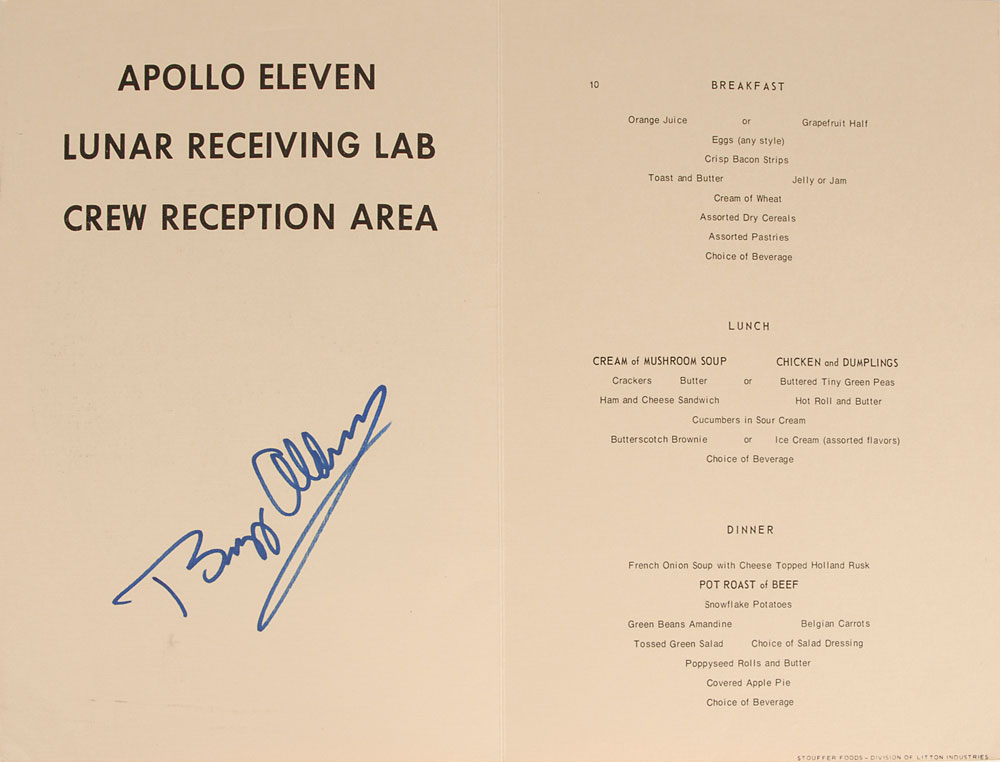 APOLLO ELEVEN
LUNAR RECEIVING LAB
CREW RECEPTION AREA
Buzz Aldrin
10 BREAKFAST
Orange Juice or Grapefruit Half
Eggs (any style)
Crisp Bacon Strips
Toast and Butter Jelly or Jam
Cream of Wheat
Assorted Dry Cereals
Assorted Pastries
Choice of Beverage
LUNCH
CREAM of MUSHROOM SOUP CHICKEN and DUMPLINGS
Crackers Butter or Buttered Tiny Green Peas
Ham and Cheese Sandwich Hot Roll and Butter
Cucumbers in Sour Cream
Butterscotch Brownie or Ice Cream (assorted flavors)
Choice of Beverage
DINNER
French Onion Soup with Cheese Topped Holland Rusk
POT ROAST of BEEF
Snowflake Potatoes
Green Beans Amandine Belgian Carrots
Tossed Green Salad Choice of Salad Dressing
Poppyseed Rolls and Butter
Covered Apple Pie
Choice of Beverage
STOUFFER FOODS – DIVISION OF LITTON INDUSTRIES